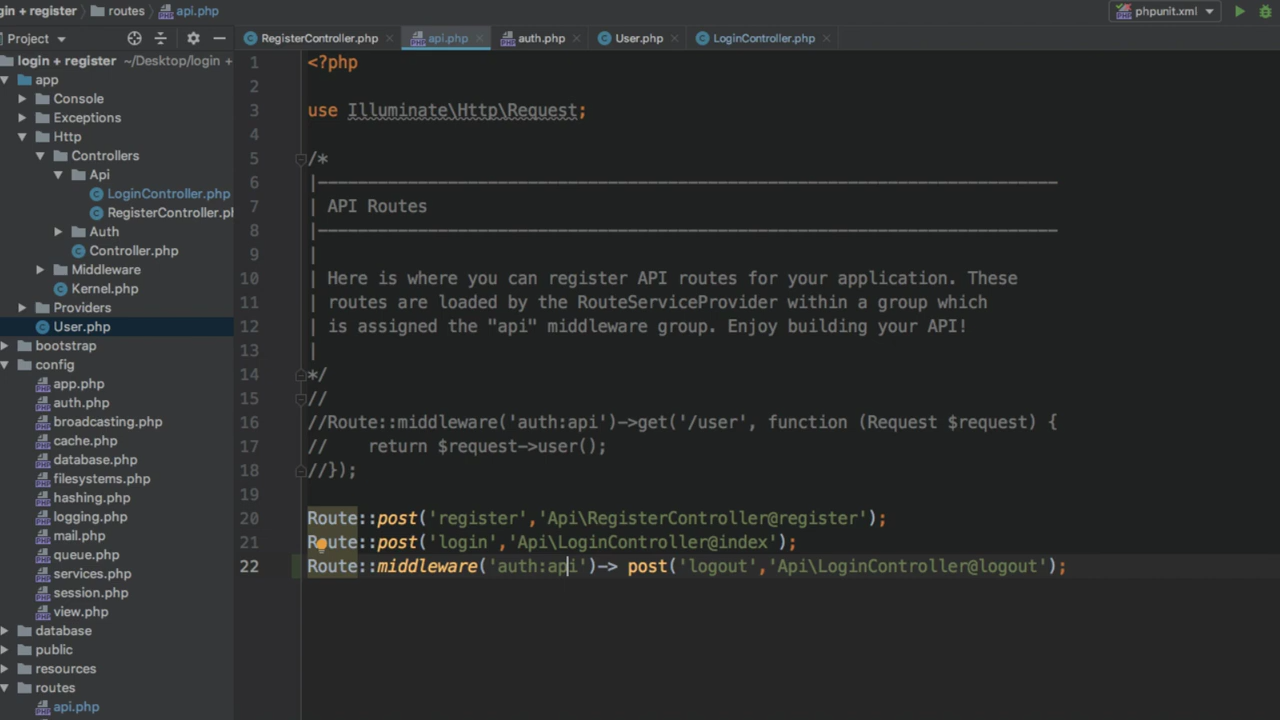 gin + register
routes
api.php
phpunit.xml
Project
RegisterController.php
api.php
auth.php
User.php
LoginController.php
login + register ~/Desktop/login +
app
Console
Exceptions
Http
Controllers
Api
LoginController.php
RegisterController.ph
Auth
Controller.php
Middleware
Kernel.php
Providers
User.php
bootstrap
config
app.php
auth.php
broadcasting.php
cache.php
database.php
filesystems.php
hashing.php
logging.php
mail.php
queue.php
services.php
session.php
view.php
database
public
resources
routes
api.php
1 <?php
2
3 use Illuminate\Http\Request;
4
5 /*
6 |--------------------------------------------------------------------------
7 | API Routes
8 |--------------------------------------------------------------------------
9 |
10 | Here is where you can register API routes for your application. These
11 | routes are loaded by the RouteServiceProvider within a group which
12 | is assigned the "api" middleware group. Enjoy building your API!
13 |
14 */
15 //
16 //Route::middleware('auth:api')->get('/user', function (Request $request) {
17 //    return $request->user();
18 //});
19
20 Route::post('register','Api\RegisterController@register');
21 Route::post('login','Api\LoginController@index');
22 Route::middleware('auth:api')-> post('logout','Api\LoginController@logout');